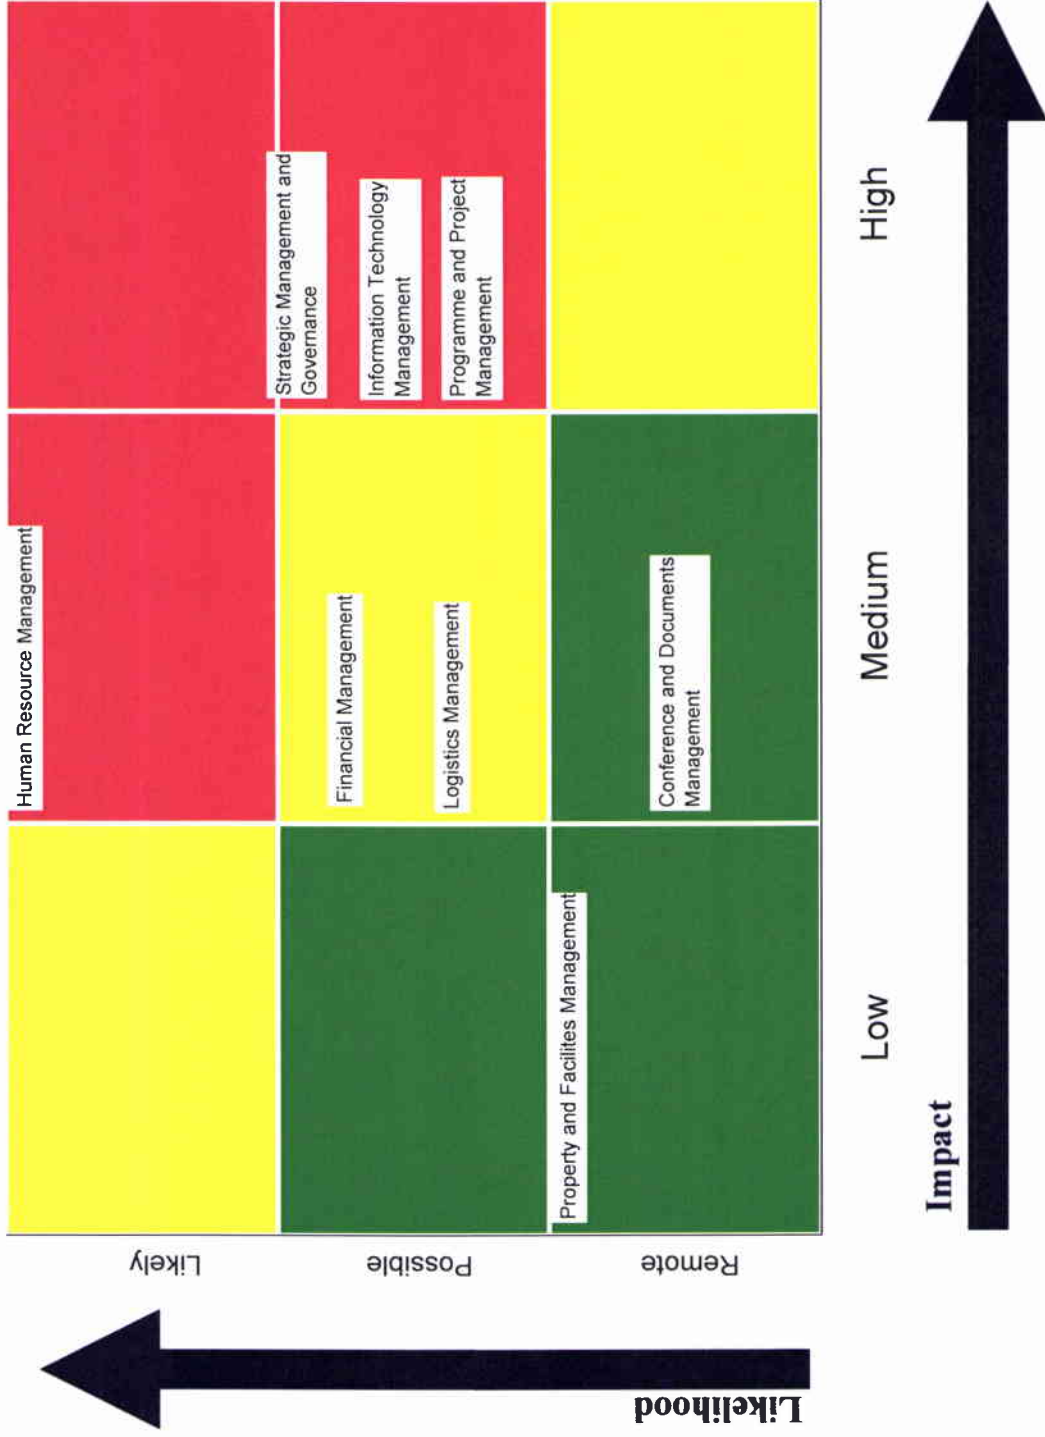 Likelihood
Likely
Possible
Remote
Human Resource Management
Strategic Management and
Governance
Information Technology
Management
Programme and Project
Management
Financial Management
Logistics Management
Conference and Documents
Management
Property and Facilites Management
Low
Medium
High
Impact